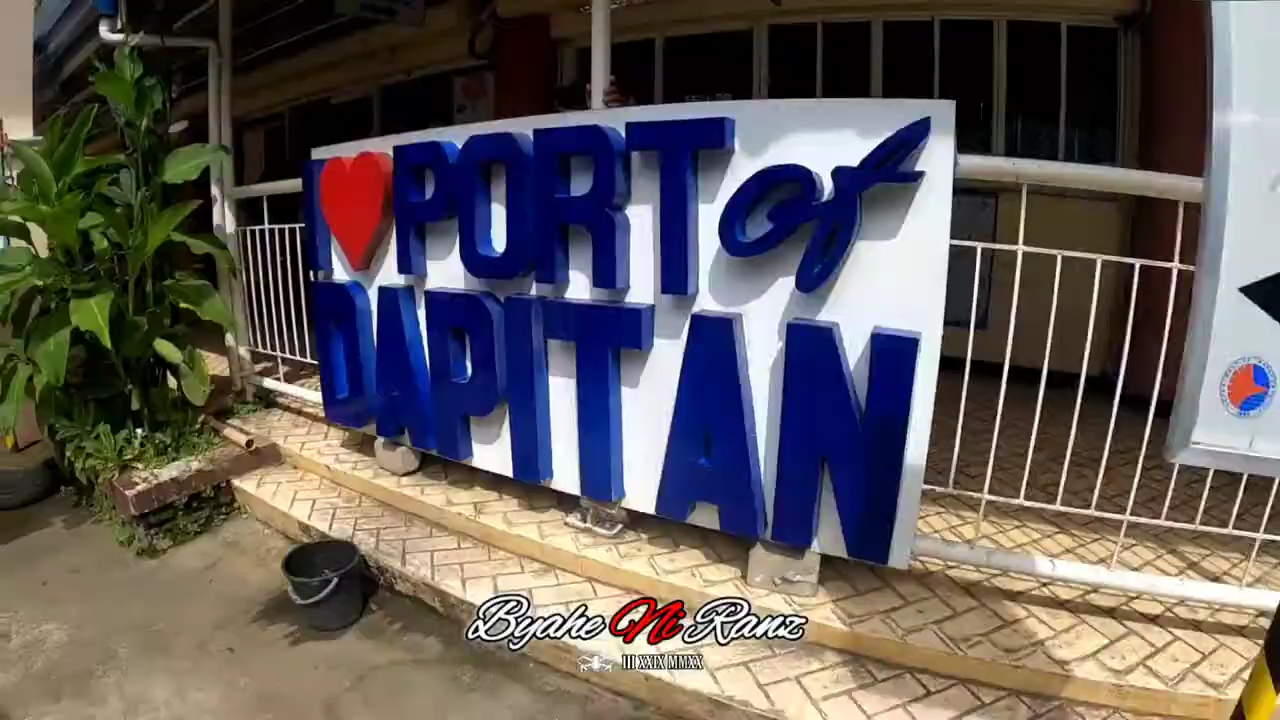 I ❤ PORT of
DAPITAN
Byahe Ni Ranz
III XXIX MMXX